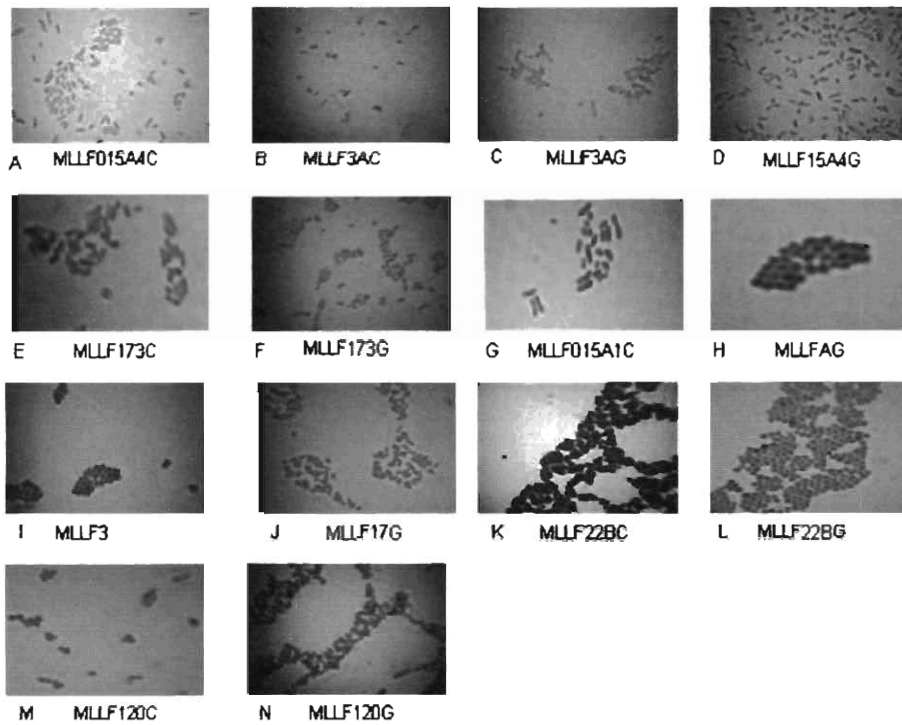 A MLLF015A4C
B MLLF3AC
C MLLF3AG
D MLLF15A4G
E MLLF173C
F MLLF173G
G MLLF015A1C
H MLLFAG
I MLLF3
J MLLF17G
K MLLF22BC
L MLLF22BG
M MLLF120C
N MLLF120G